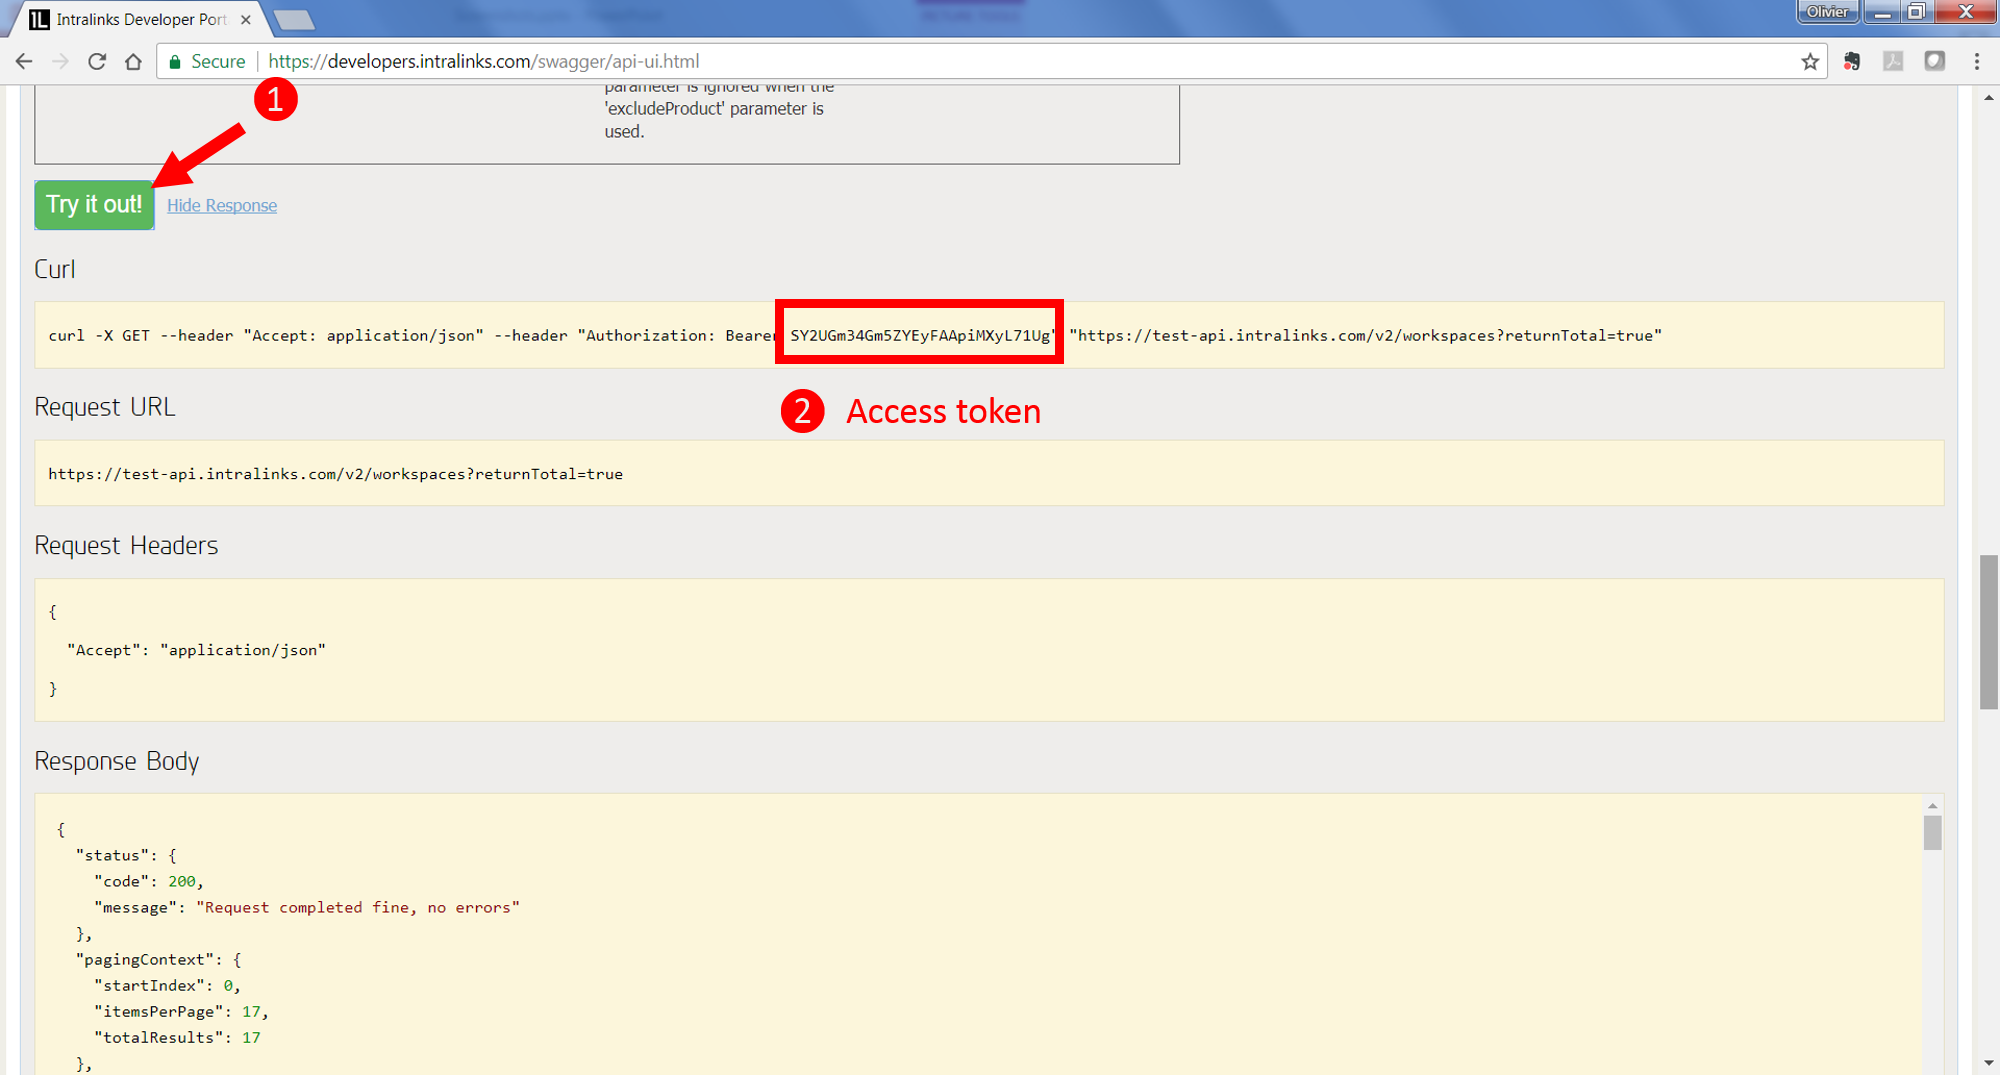 Intralinks Developer Port
Olivier
Secure
https://developers.intralinks.com/swagger/api-ui.html
parameter is ignored when the
'excludeProduct' parameter is
used.
1
Try it out!
Hide Response
Curl
curl -X GET --header "Accept: application/json" --header "Authorization: Bearer SY2UGm34Gm5ZYEyFAApiMXyL71Ug" "https://test-api.intralinks.com/v2/workspaces?returnTotal=true"
2 Access token
Request URL
https://test-api.intralinks.com/v2/workspaces?returnTotal=true
Request Headers
{
"Accept": "application/json"
}
Response Body
{
"status": {
"code": 200,
"message": "Request completed fine, no errors"
},
"pagingContext": {
"startIndex": 0,
"itemsPerPage": 17,
"totalResults": 17
},